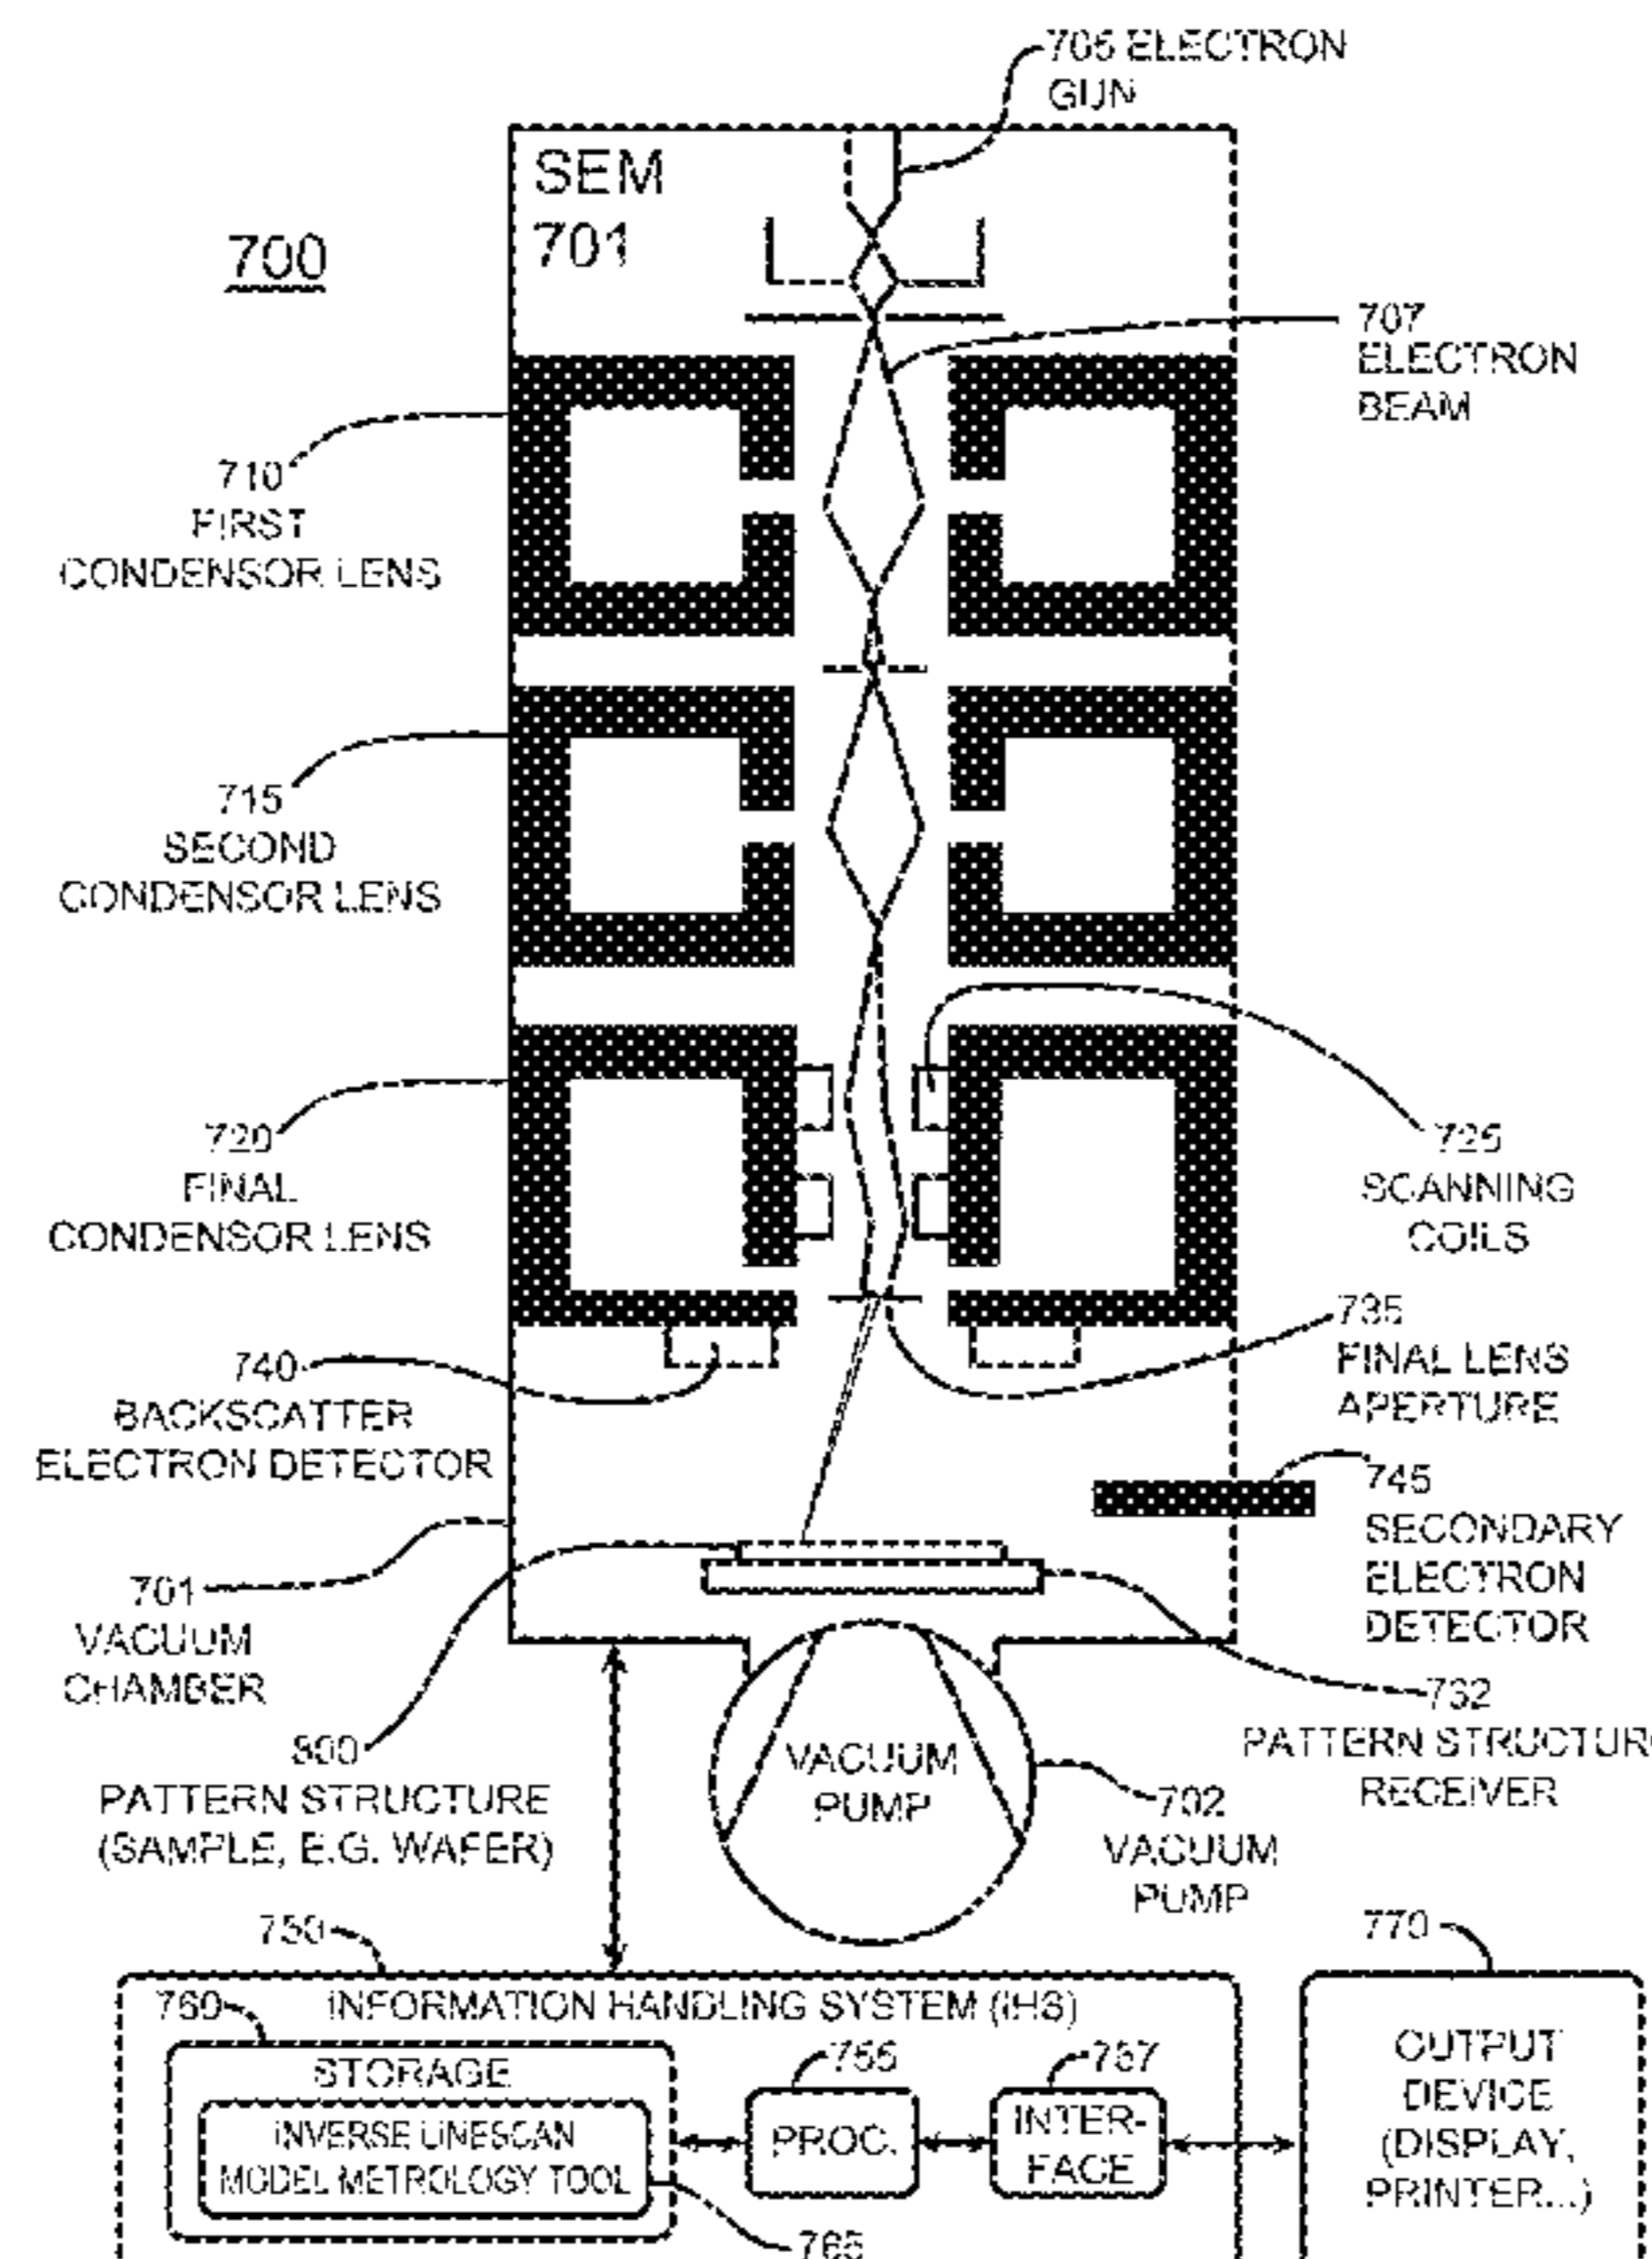 705 ELECTRON
GUN
SEM
701
700
707
ELECTRON
BEAM
710
FIRST
CONDENSOR LENS
715
SECOND
CONDENSOR LENS
720
FINAL
CONDENSOR LENS
725
SCANNING
COILS
735
FINAL LENS
APERTURE
740
BACKSCATTER
ELECTRON DETECTOR
745
SECONDARY
ELECTRON
DETECTOR
701
VACUUM
CHAMBER
732
PATTERN STRUCTURE
RECEIVER
800
PATTERN STRUCTURE
(SAMPLE, E.G. WAFER)
VACUUM
PUMP
702
VACUUM
PUMP
750
770
760
INFORMATION HANDLING SYSTEM (IHS)
STORAGE
INVERSE LINESCAN
MODEL METROLOGY TOOL
755
PROC.
757
INTER-
FACE
OUTPUT
DEVICE
(DISPLAY,
PRINTER...)
765